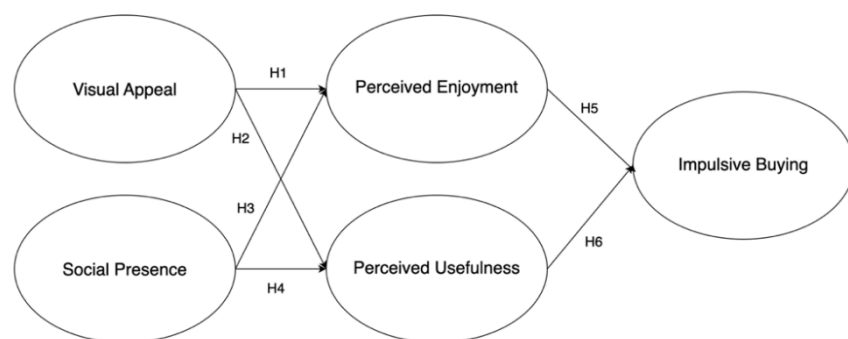 Visual Appeal
H1
Perceived Enjoyment
H5
H2
Impulsive Buying
H3
Social Presence
H4
Perceived Usefulness
H6